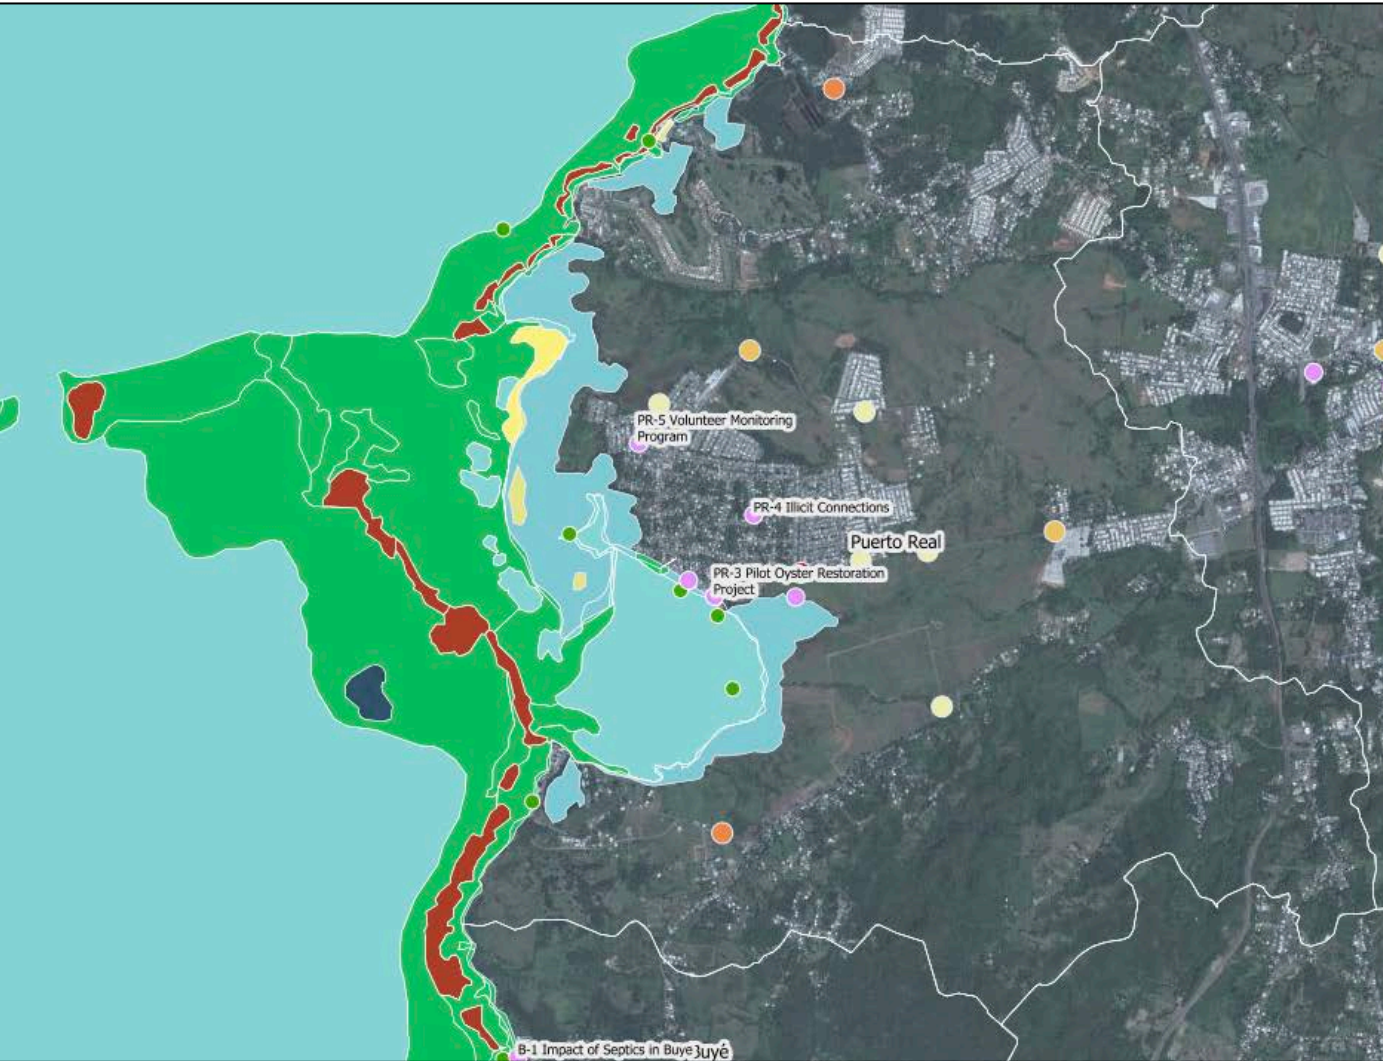 PR-5 Volunteer Monitoring
Program
PR-4 Illicit Connections
Puerto Real
PR-3 Pilot Oyster Restoration
Project
B-1 Impact of Septics in Buye
Buyé